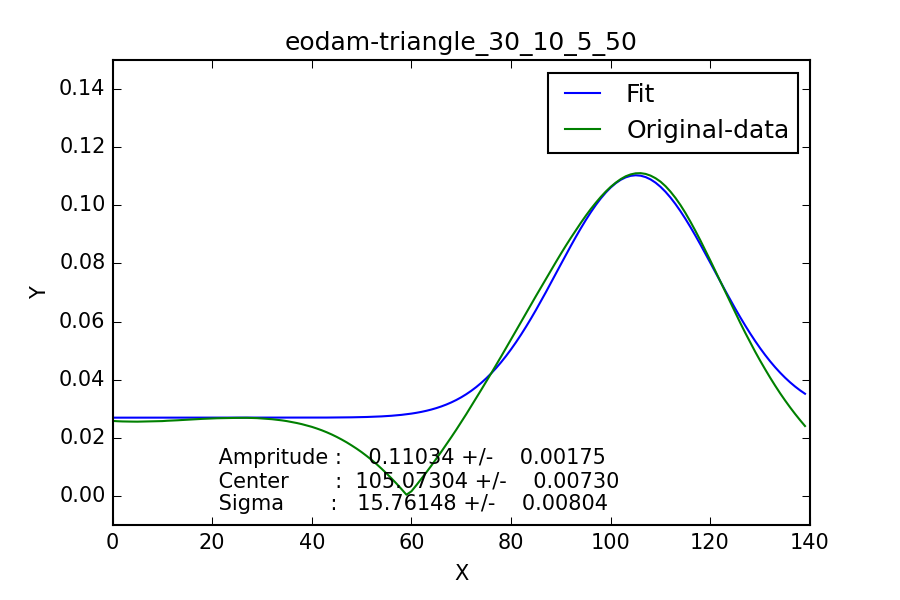 eodam-triangle_30_10_5_50
0.14
0.12
0.10
0.08
0.06
0.04
0.02
0.00
Y
Fit
Original-data
Ampritude : 0.11034 +/- 0.00175
Center : 105.07304 +/- 0.00730
Sigma : 15.76148 +/- 0.00804
0 20 40 60 80 100 120 140
X